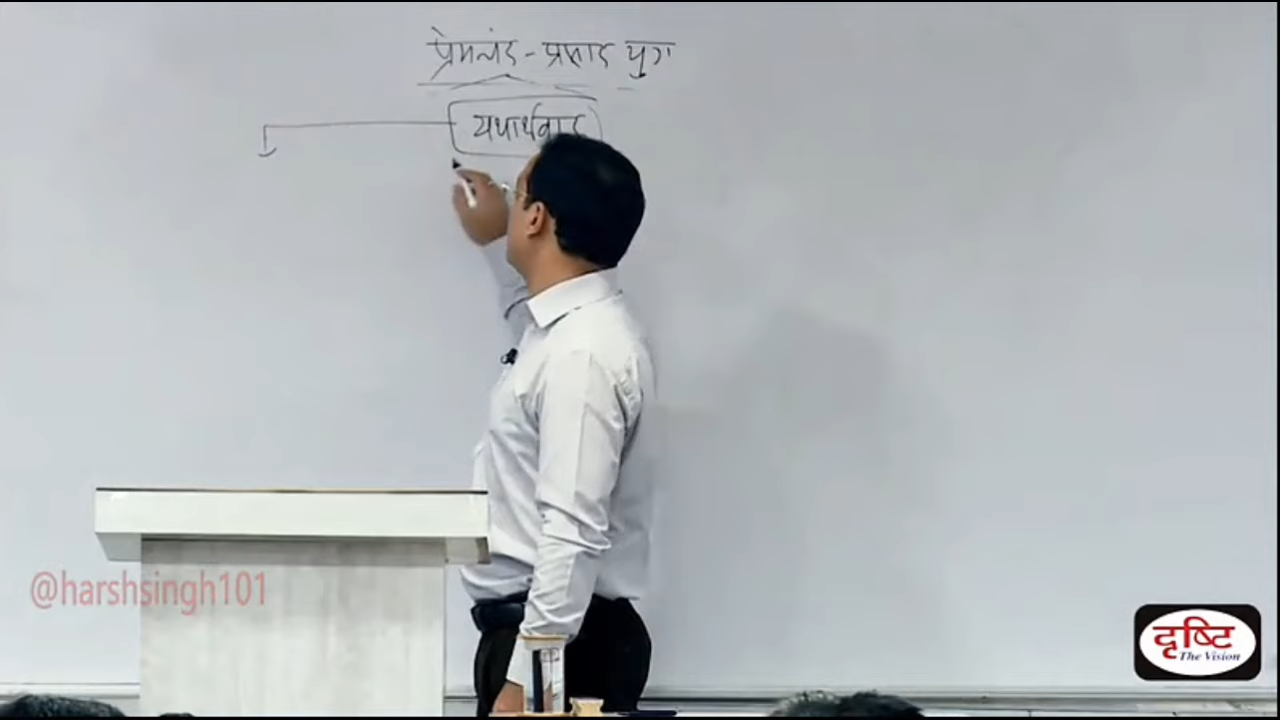 प्रेमचंद - प्रसाद युग
यथार्थवाद
@harshsingh101
दृष्टि
The Vision